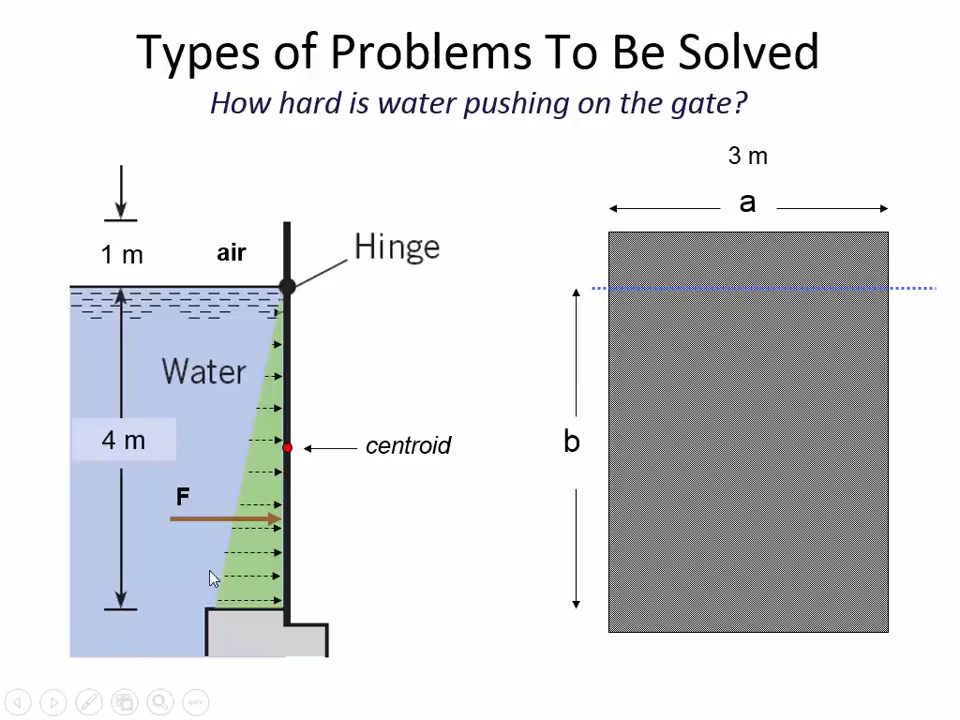 Types of Problems To Be Solved
How hard is water pushing on the gate?
3 m
a
1 m
air
Hinge
Water
4 m
centroid
b
F